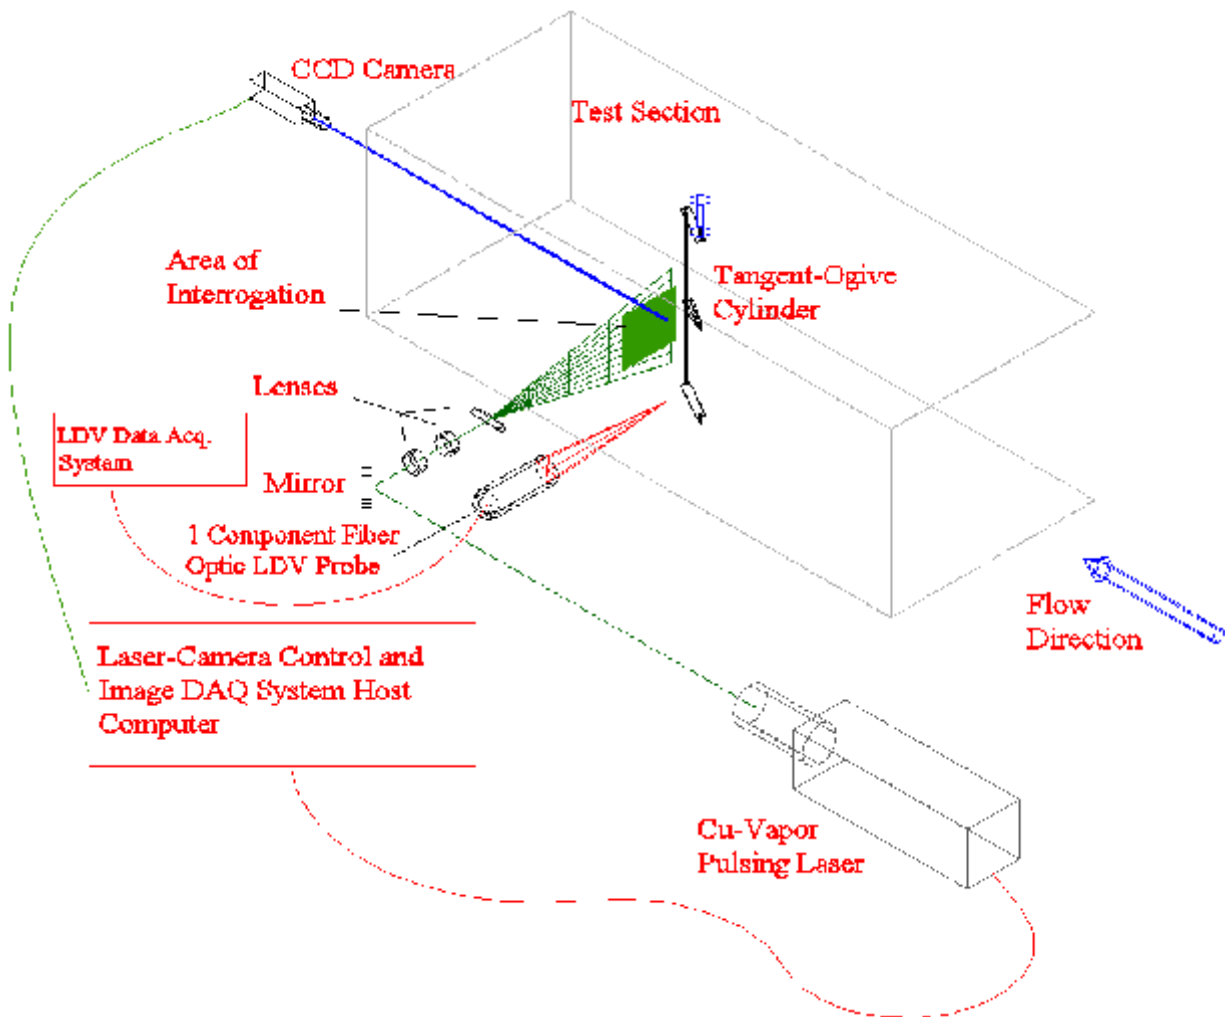 CCD Camera
Test Section
Area of
Interrogation
Tangent-Ogive
Cylinder
Lenses
LDV Data Acq.
System
Mirror
1 Component Fiber
Optic LDV Probe
Flow
Direction
Laser-Camera Control and
Image DAQ System Host
Computer
Cu-Vapor
Pulsing Laser